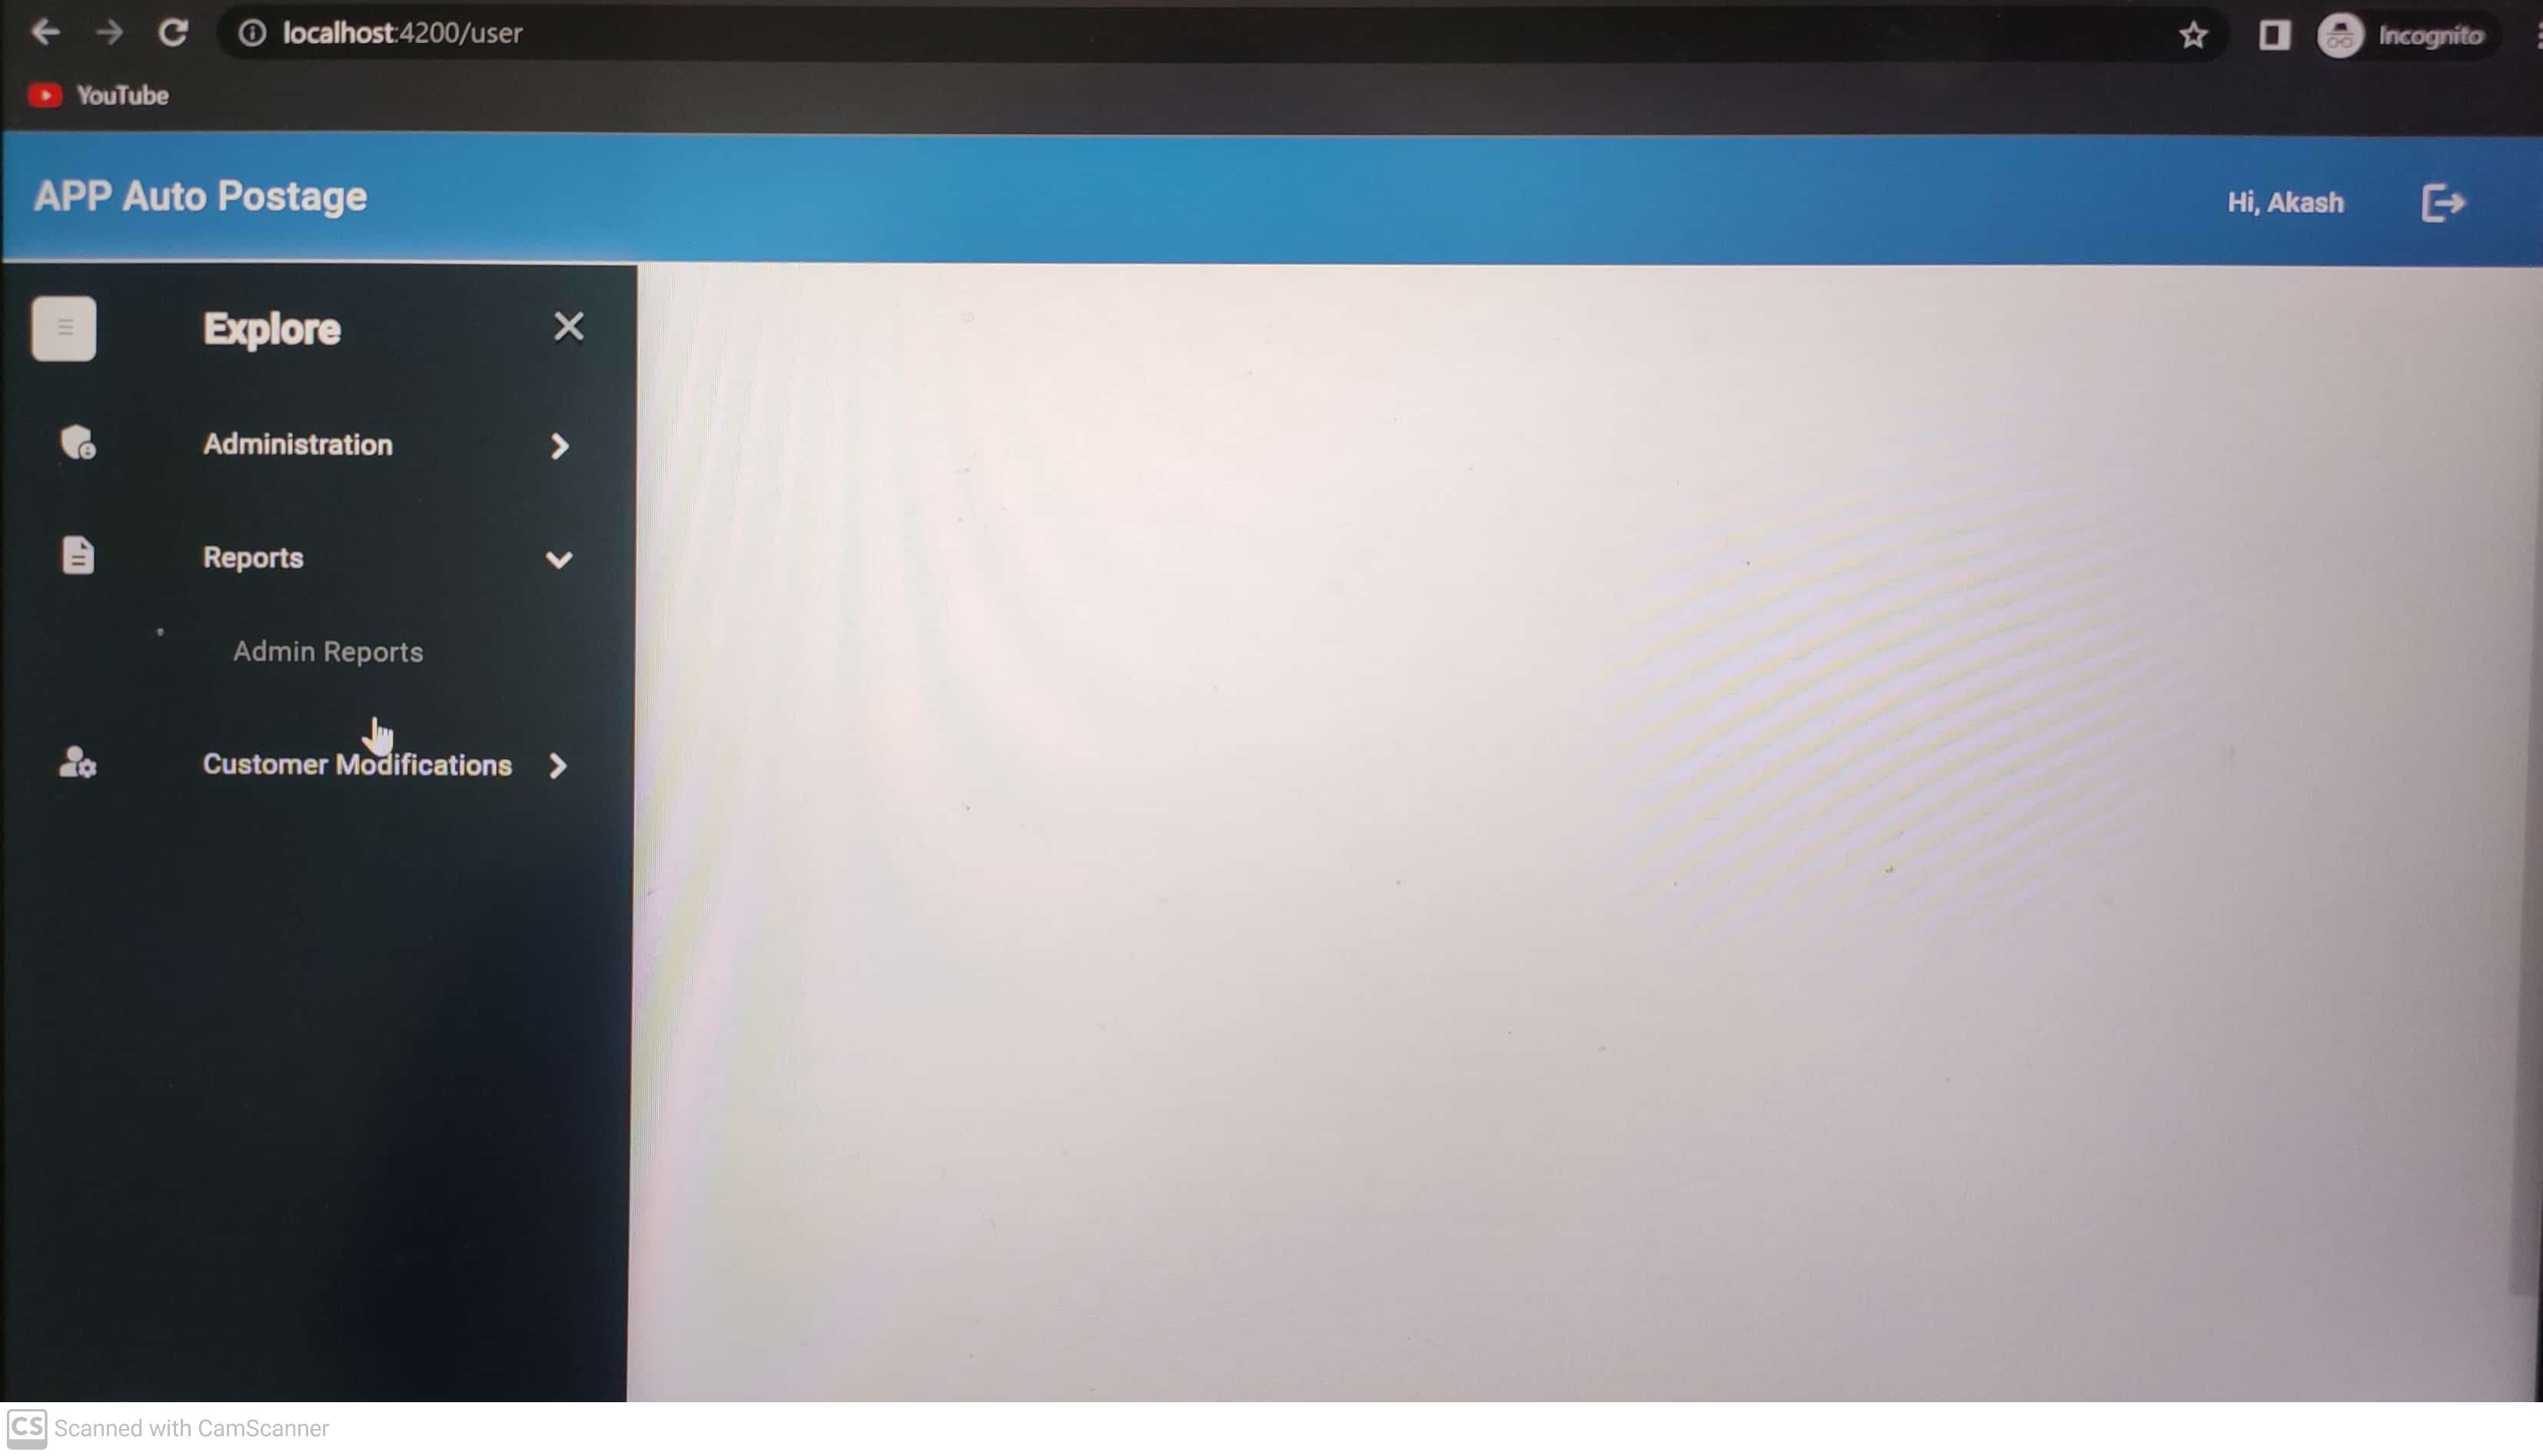 localhost:4200/user
Incognito
YouTube
APP Auto Postage
Hi, Akash
Explore
Administration
Reports
Admin Reports
Customer Modifications
CS Scanned with CamScanner